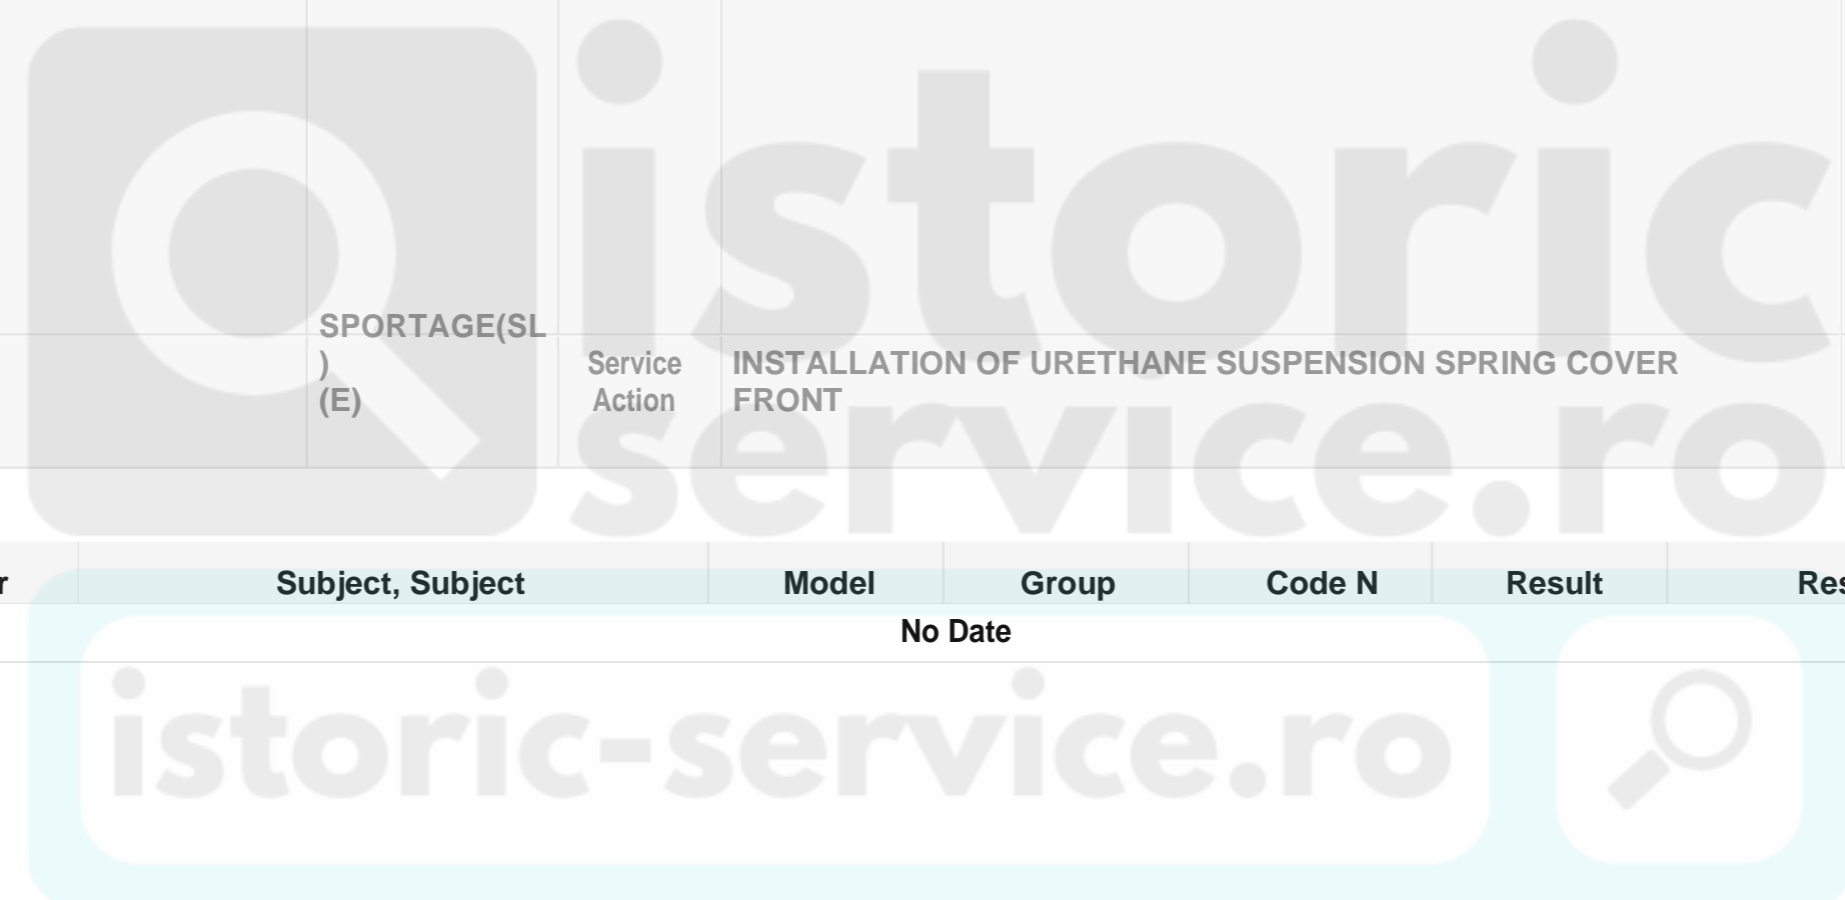 istoric
service.ro
SPORTAGE(SL
)
(E)
Service
Action
INSTALLATION OF URETHANE SUSPENSION SPRING COVER
FRONT
r Subject, Subject Model Group Code N Result Res
No Date
istoric-service.ro